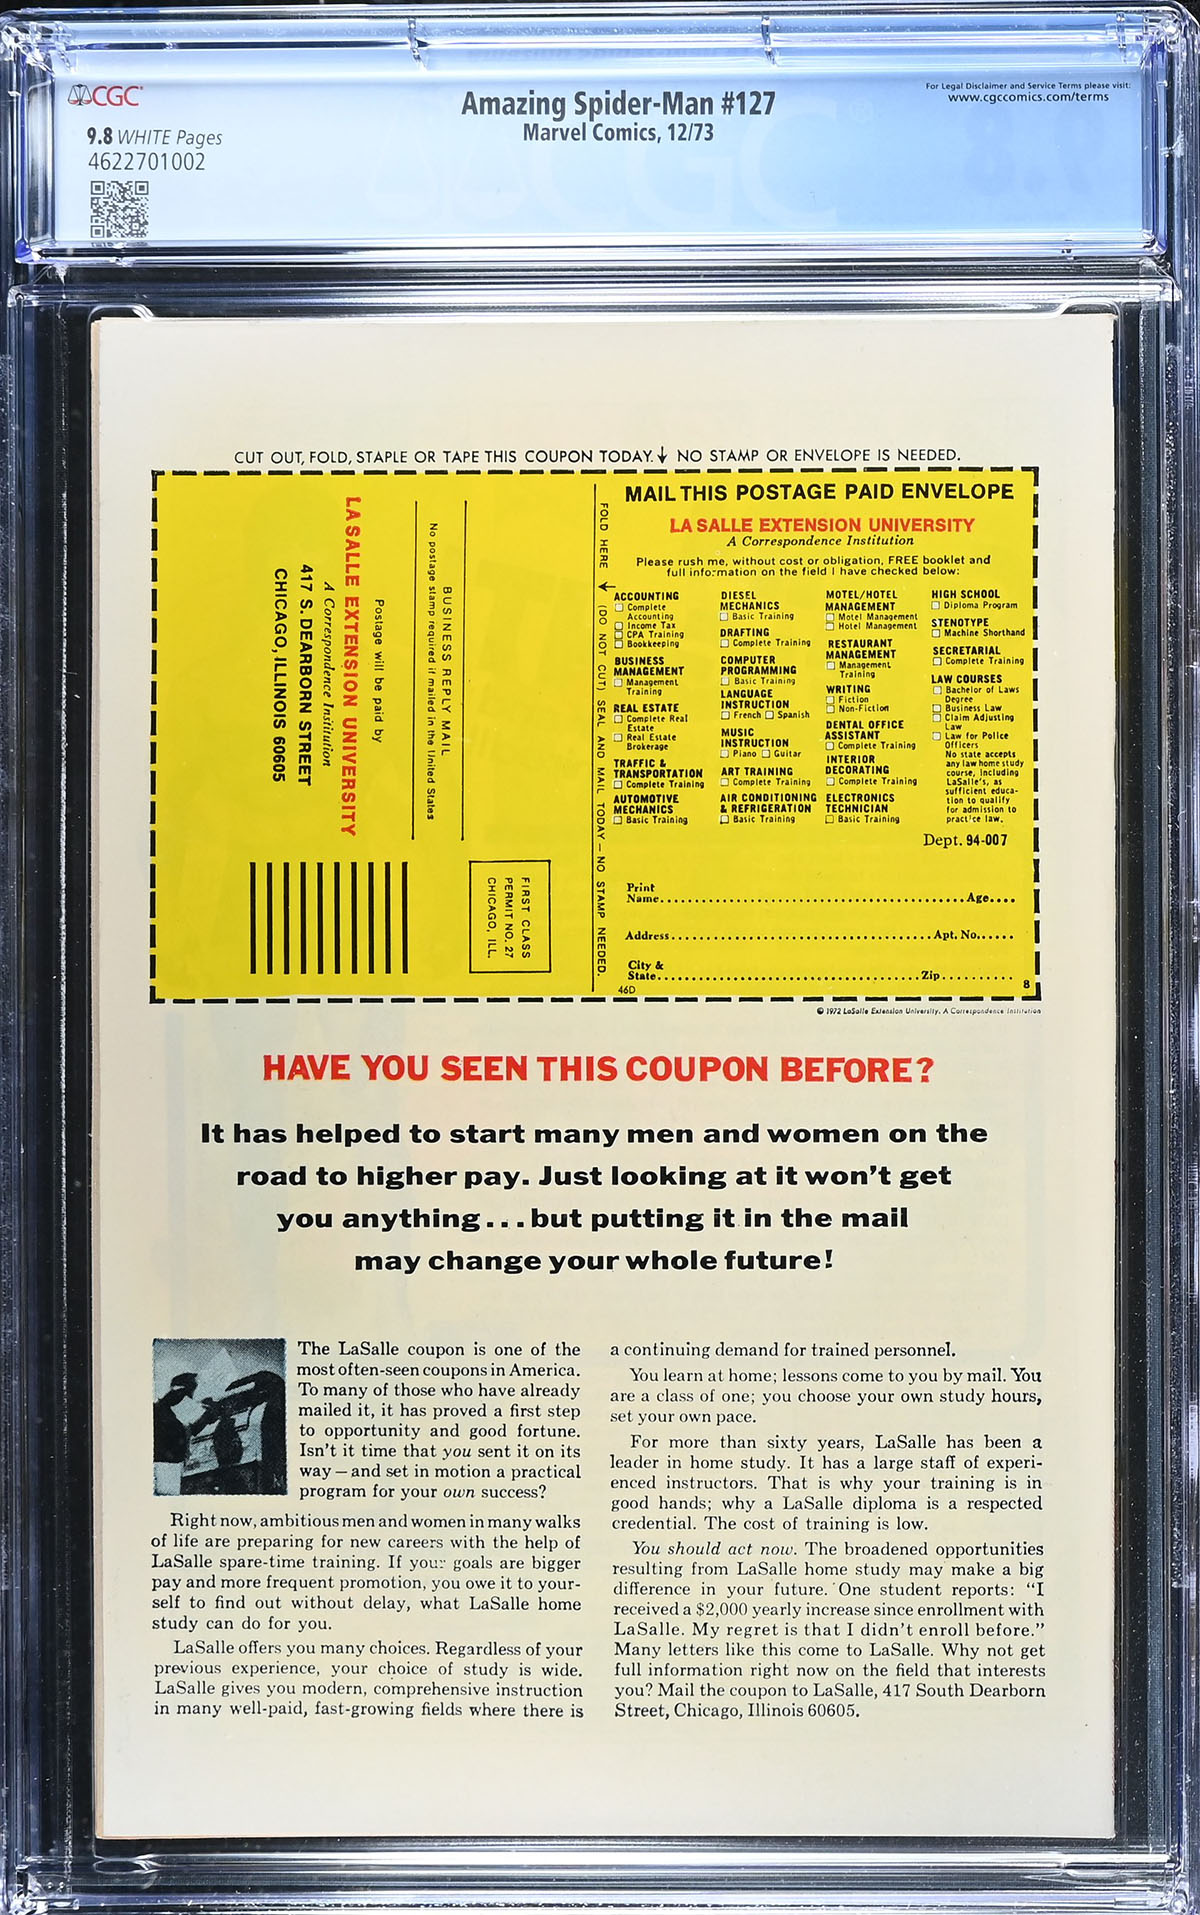 CGC
For Legal Disclaimer and Service Terms please visit:
www.cgccomics.com/terms
Amazing Spider-Man #127
Marvel Comics, 12/73
9.8 WHITE Pages
4622701002
CUT OUT, FOLD, STAPLE OR TAPE THIS COUPON TODAY. ↓ NO STAMP OR ENVELOPE IS NEEDED.
BUSINESS REPLY MAIL
No postage stamp required if mailed in the United States
Postage will be paid by
LA SALLE EXTENSION UNIVERSITY
A Correspondence Institution
417 S. DEARBORN STREET
CHICAGO, ILLINOIS 60605
FIRST CLASS
PERMIT NO. 27
CHICAGO, ILL.
FOLD HERE ↓ (DO NOT CUT) SEAL AND MAIL TODAY — NO STAMP NEEDED.
MAIL THIS POSTAGE PAID ENVELOPE
LA SALLE EXTENSION UNIVERSITY
A Correspondence Institution
Please rush me, without cost or obligation, FREE booklet and
full information on the field I have checked below:
ACCOUNTING
☐ Complete
Accounting
☐ Income Tax
☐ CPA Training
☐ Bookkeeping
BUSINESS
MANAGEMENT
☐ Management
Training
REAL ESTATE
☐ Complete Real
Estate
☐ Real Estate
Brokerage
TRAFFIC &
TRANSPORTATION
☐ Complete Training
AUTOMOTIVE
MECHANICS
☐ Basic Training
DIESEL
MECHANICS
☐ Basic Training
DRAFTING
☐ Complete Training
COMPUTER
PROGRAMMING
☐ Basic Training
LANGUAGE
INSTRUCTION
☐ French ☐ Spanish
MUSIC
INSTRUCTION
☐ Piano ☐ Guitar
ART TRAINING
☐ Complete Training
AIR CONDITIONING
& REFRIGERATION
☐ Basic Training
MOTEL/HOTEL
MANAGEMENT
☐ Motel Management
☐ Hotel Management
RESTAURANT
MANAGEMENT
☐ Management
Training
WRITING
☐ Fiction
☐ Non-Fiction
DENTAL OFFICE
ASSISTANT
☐ Complete Training
INTERIOR
DECORATING
☐ Complete Training
ELECTRONICS
TECHNICIAN
☐ Basic Training
HIGH SCHOOL
☐ Diploma Program
STENOTYPE
☐ Machine Shorthand
SECRETARIAL
☐ Complete Training
LAW COURSES
☐ Bachelor of Laws
Degree
☐ Business Law
☐ Claim Adjusting
Law
☐ Law for Police
Officers
No state accepts
any law home study
course, including
LaSalle's, as
sufficient educa-
tion to qualify
for admission to
practice law.
Dept. 94-007
Print
Name........................................Age....
Address..............................Apt. No......
City &
State.....................................Zip..........
46D
8
© 1972 LaSalle Extension University. A Correspondence Institution
HAVE YOU SEEN THIS COUPON BEFORE?
It has helped to start many men and women on the
road to higher pay. Just looking at it won't get
you anything...but putting it in the mail
may change your whole future!
The LaSalle coupon is one of the
most often-seen coupons in America.
To many of those who have already
mailed it, it has proved a first step
to opportunity and good fortune.
Isn't it time that you sent it on its
way — and set in motion a practical
program for your own success?
Right now, ambitious men and women in many walks
of life are preparing for new careers with the help of
LaSalle spare-time training. If your goals are bigger
pay and more frequent promotion, you owe it to your-
self to find out without delay, what LaSalle home
study can do for you.
LaSalle offers you many choices. Regardless of your
previous experience, your choice of study is wide.
LaSalle gives you modern, comprehensive instruction
in many well-paid, fast-growing fields where there is
a continuing demand for trained personnel.
You learn at home; lessons come to you by mail. You
are a class of one; you choose your own study hours,
set your own pace.
For more than sixty years, LaSalle has been a
leader in home study. It has a large staff of experi-
enced instructors. That is why your training is in
good hands; why a LaSalle diploma is a respected
credential. The cost of training is low.
You should act now. The broadened opportunities
resulting from LaSalle home study may make a big
difference in your future. One student reports: "I
received a $2,000 yearly increase since enrollment with
LaSalle. My regret is that I didn't enroll before."
Many letters like this come to LaSalle. Why not get
full information right now on the field that interests
you? Mail the coupon to LaSalle, 417 South Dearborn
Street, Chicago, Illinois 60605.